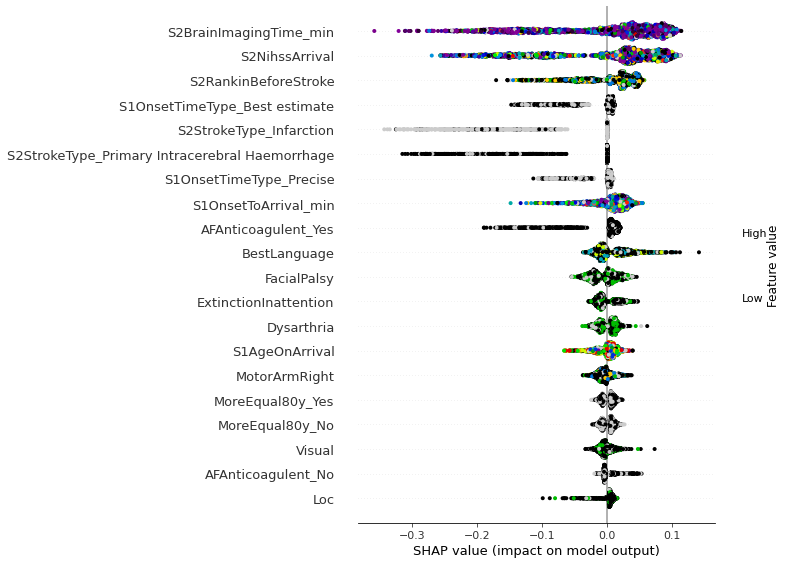 S2BrainImagingTime_min
S2NihssArrival
S2RankinBeforeStroke
S1OnsetTimeType_Best estimate
S2StrokeType_Infarction
S2StrokeType_Primary Intracerebral Haemorrhage
S1OnsetTimeType_Precise
S1OnsetToArrival_min
AFAnticoagulent_Yes
BestLanguage
FacialPalsy
ExtinctionInattention
Dysarthria
S1AgeOnArrival
MotorArmRight
MoreEqual80y_Yes
MoreEqual80y_No
Visual
AFAnticoagulent_No
Loc
−0.3 −0.2 −0.1 0.0 0.1
SHAP value (impact on model output)
High
Low
Feature value